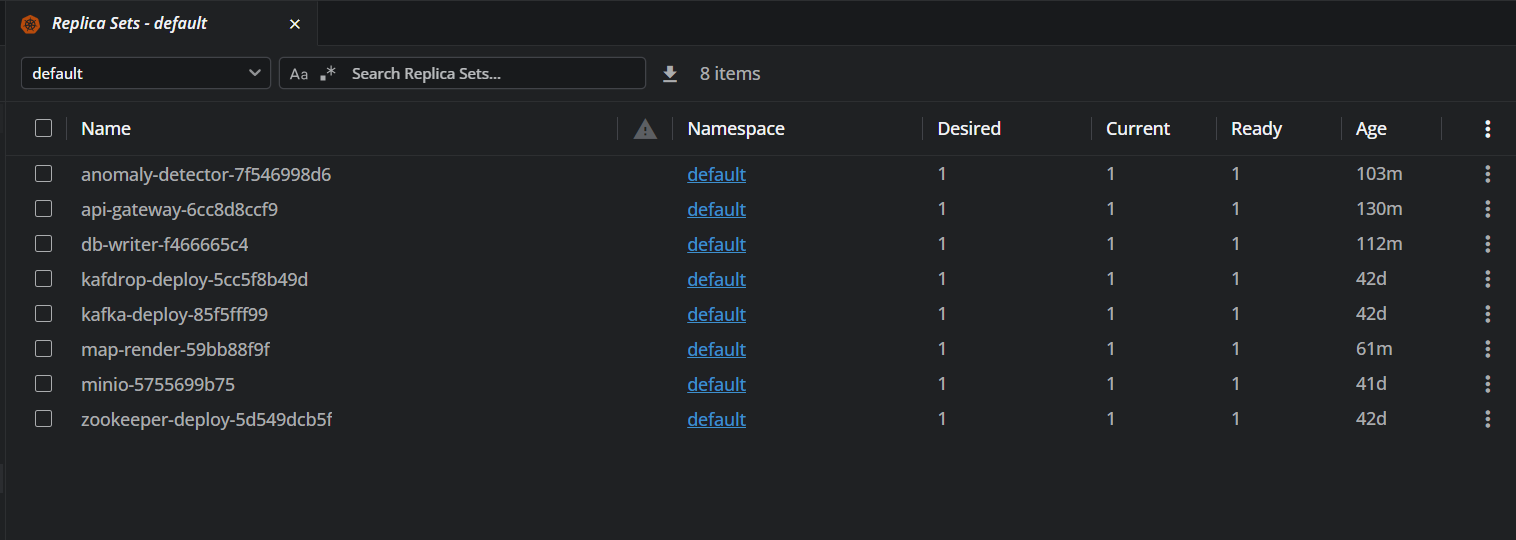 Replica Sets - default ×
default Aa .* Search Replica Sets... 8 items
Name Namespace Desired Current Ready Age
anomaly-detector-7f546998d6 default 1 1 1 103m
api-gateway-6cc8d8ccf9 default 1 1 1 130m
db-writer-f466665c4 default 1 1 1 112m
kafdrop-deploy-5cc5f8b49d default 1 1 1 42d
kafka-deploy-85f5fff99 default 1 1 1 42d
map-render-59bb88f9f default 1 1 1 61m
minio-5755699b75 default 1 1 1 41d
zookeeper-deploy-5d549dcb5f default 1 1 1 42d